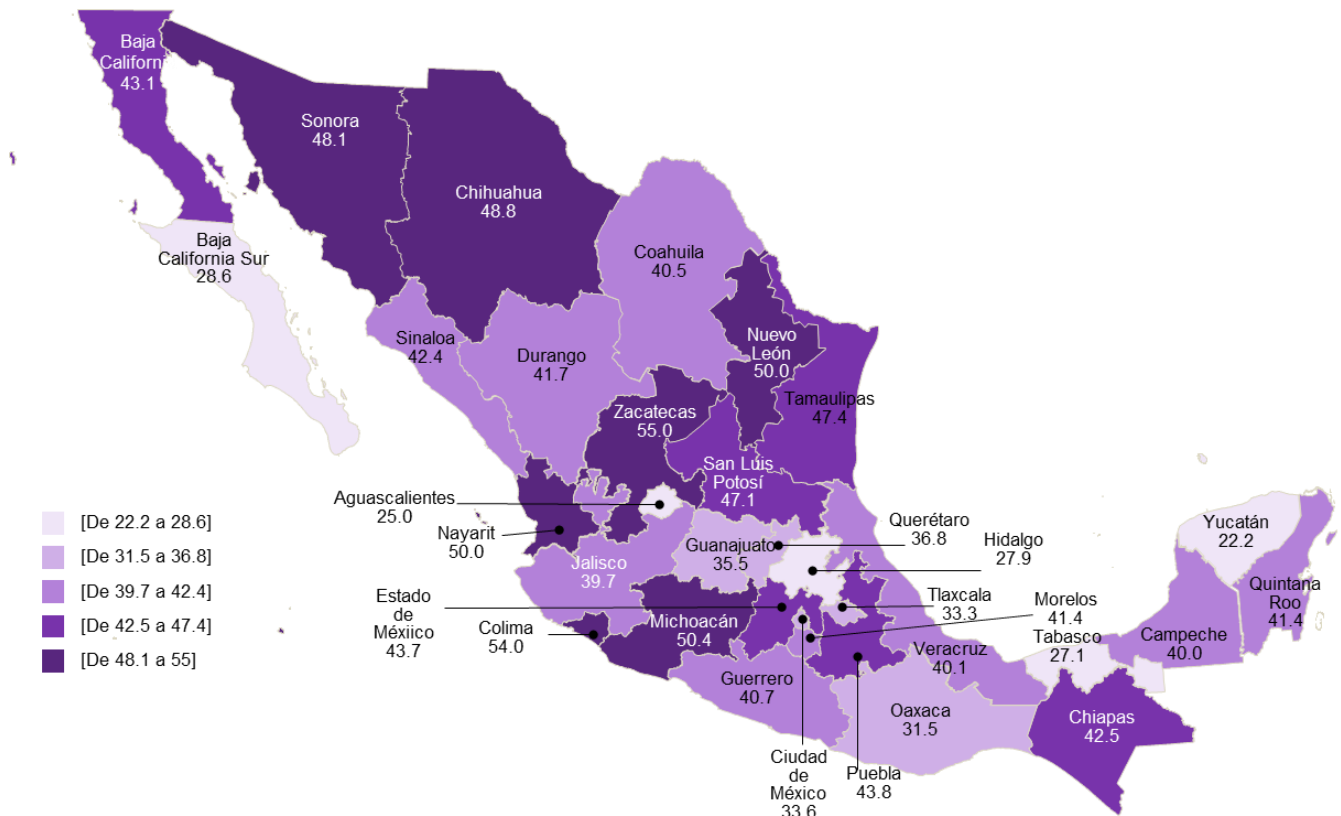 Baja
Californi
43.1
Sonora
48.1
Chihuahua
48.8
Baja
California Sur
28.6
Coahuila
40.5
Sinaloa
42.4
Durango
41.7
Nuevo
León
50.0
Tamaulipas
47.4
Zacatecas
55.0
San Luis
Potosí
47.1
Aguascalientes
25.0
Nayarit
50.0
Jalisco
39.7
Guanajuato
35.5
Querétaro
36.8
Hidalgo
27.9
Estado
de
Méxiico
43.7
Colima
54.0
Michoacán
50.4
Tlaxcala
33.3
Morelos
41.4
Guerrero
40.7
Veracruz
40.1
Tabasco
27.1
Campeche
40.0
Yucatán
22.2
Quintana
Roo
41.4
Oaxaca
31.5
Chiapas
42.5
Ciudad
de
México
33.6
Puebla
43.8
[De 22.2 a 28.6]
[De 31.5 a 36.8]
[De 39.7 a 42.4]
[De 42.5 a 47.4]
[De 48.1 a 55]